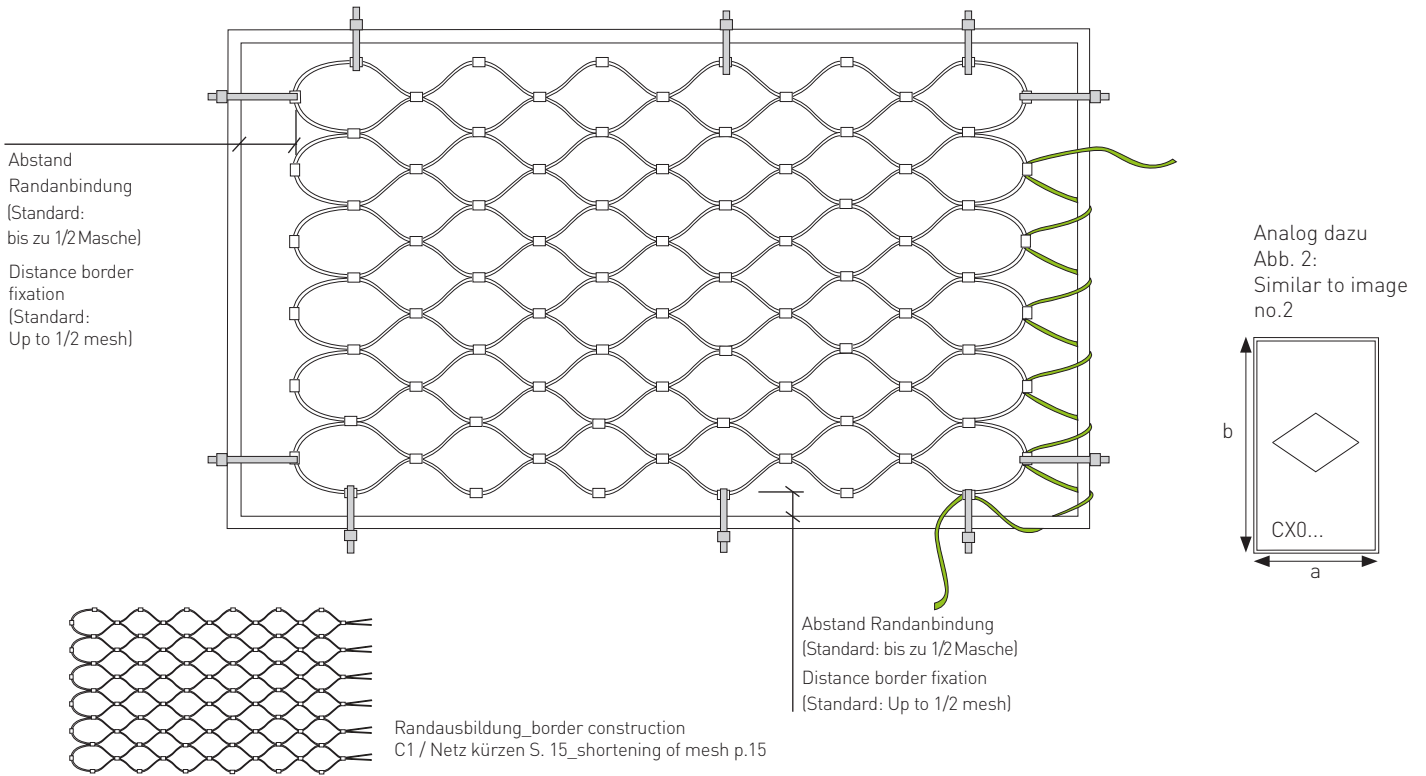 Abstand
Randanbindung
(Standard:
bis zu 1/2 Masche)
Distance border
fixation
(Standard:
Up to 1/2 mesh)
Analog dazu
Abb. 2:
Similar to image
no.2
b
CX0...
a
Abstand Randanbindung
(Standard: bis zu 1/2 Masche)
Distance border fixation
(Standard: Up to 1/2 mesh)
Randausbildung_border construction
C1 / Netz kürzen S. 15_shortening of mesh p.15